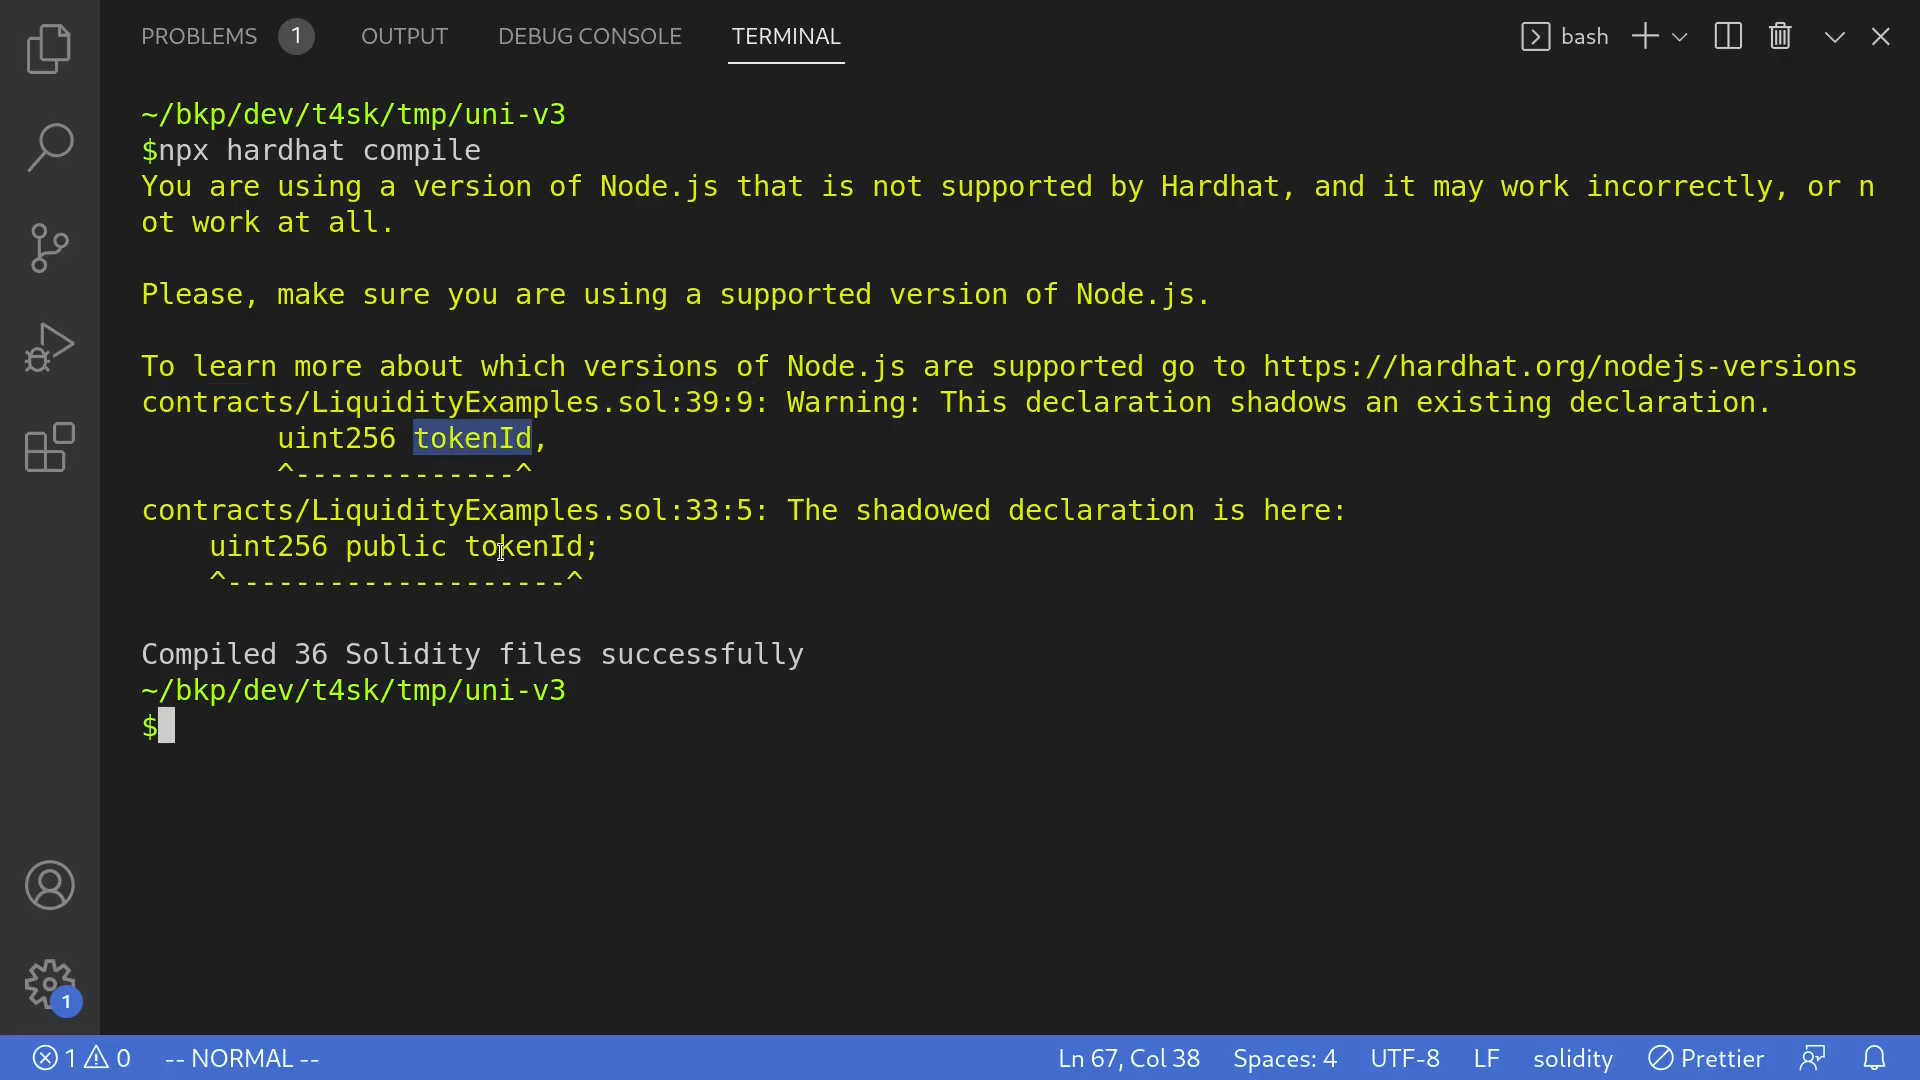 PROBLEMS 1 OUTPUT DEBUG CONSOLE TERMINAL bash
~/bkp/dev/t4sk/tmp/uni-v3
$npx hardhat compile
You are using a version of Node.js that is not supported by Hardhat, and it may work incorrectly, or n
ot work at all.
Please, make sure you are using a supported version of Node.js.
To learn more about which versions of Node.js are supported go to https://hardhat.org/nodejs-versions
contracts/LiquidityExamples.sol:39:9: Warning: This declaration shadows an existing declaration.
uint256 tokenId,
^-------------^
contracts/LiquidityExamples.sol:33:5: The shadowed declaration is here:
uint256 public tokenId;
^--------------------^
Compiled 36 Solidity files successfully
~/bkp/dev/t4sk/tmp/uni-v3
$
1
1 0 -- NORMAL -- Ln 67, Col 38 Spaces: 4 UTF-8 LF solidity Prettier